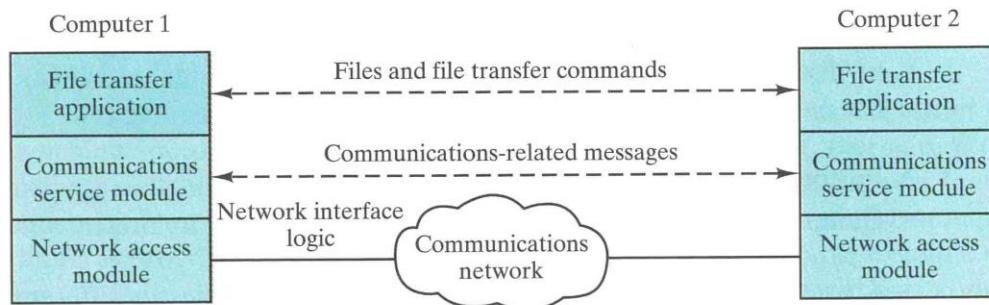 Computer 1
Computer 2
File transfer
application
Files and file transfer commands
File transfer
application
Communications
service module
Communications-related messages
Communications
service module
Network interface
logic
Network access
module
Communications
network
Network access
module